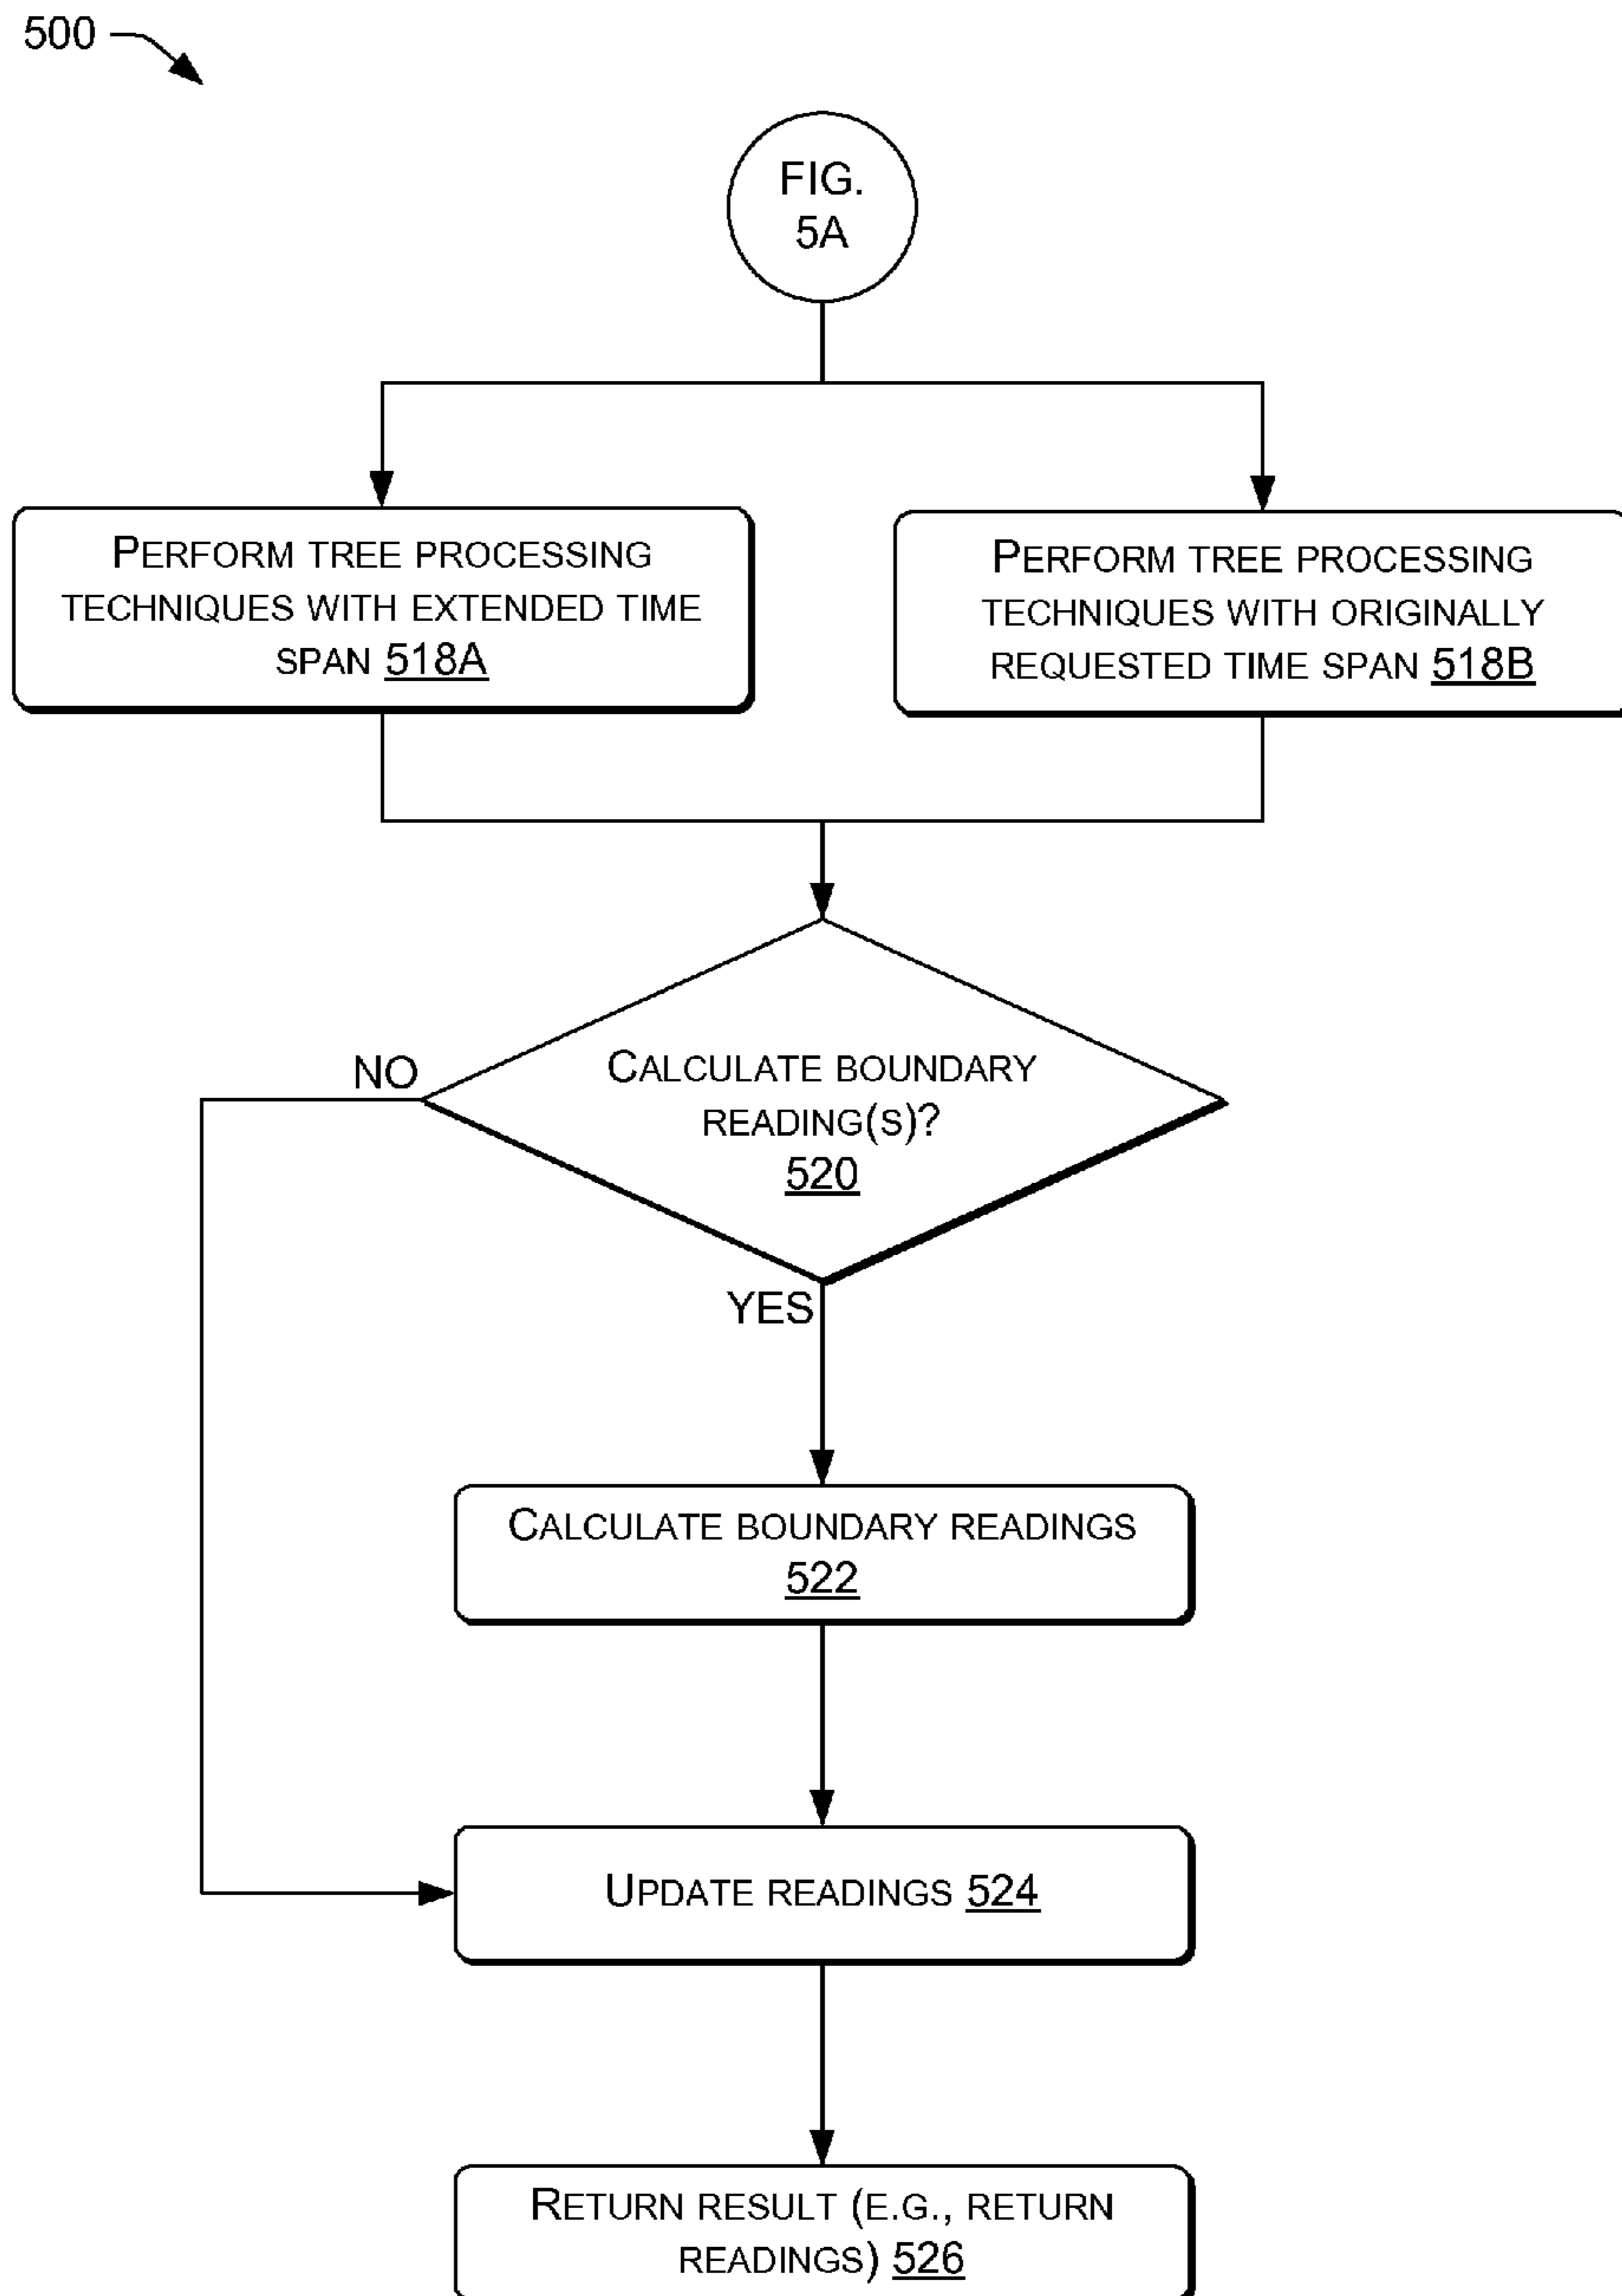 500
FIG.
5A
PERFORM TREE PROCESSING
TECHNIQUES WITH EXTENDED TIME
SPAN 518A
PERFORM TREE PROCESSING
TECHNIQUES WITH ORIGINALLY
REQUESTED TIME SPAN 518B
CALCULATE BOUNDARY
READING(S)?
520
NO
YES
CALCULATE BOUNDARY READINGS
522
UPDATE READINGS 524
RETURN RESULT (E.G., RETURN
READINGS) 526